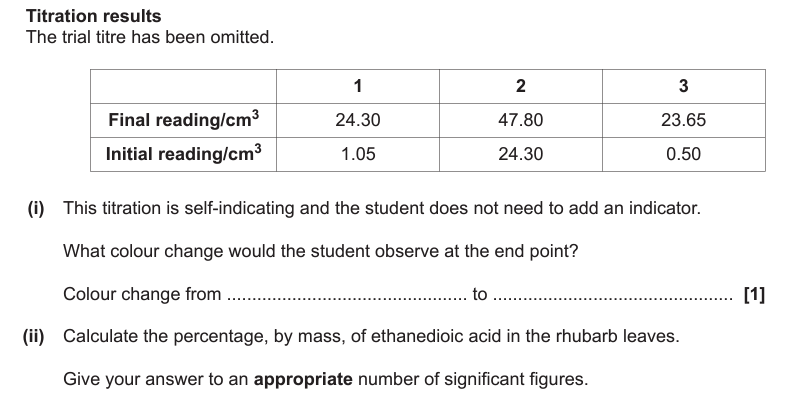 Titration results
The trial titre has been omitted.
1 2 3
Final reading/cm³ 24.30 47.80 23.65
Initial reading/cm³ 1.05 24.30 0.50
(i) This titration is self-indicating and the student does not need to add an indicator.
What colour change would the student observe at the end point?
Colour change from ................................................ to ................................................ [1]
(ii) Calculate the percentage, by mass, of ethanedioic acid in the rhubarb leaves.
Give your answer to an appropriate number of significant figures.